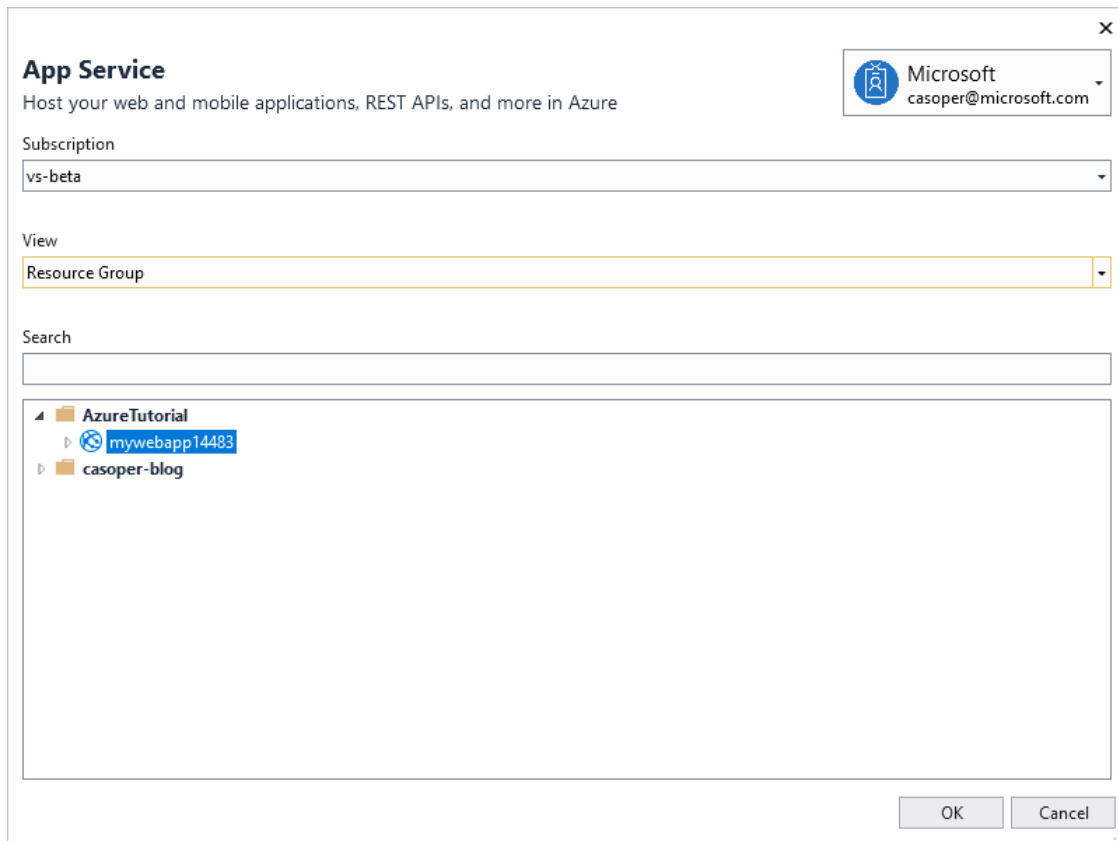 App Service
Host your web and mobile applications, REST APIs, and more in Azure
Microsoft
casoper@microsoft.com
Subscription
vs-beta
View
Resource Group
Search
AzureTutorial
mywebapp14483
casoper-blog
OK
Cancel